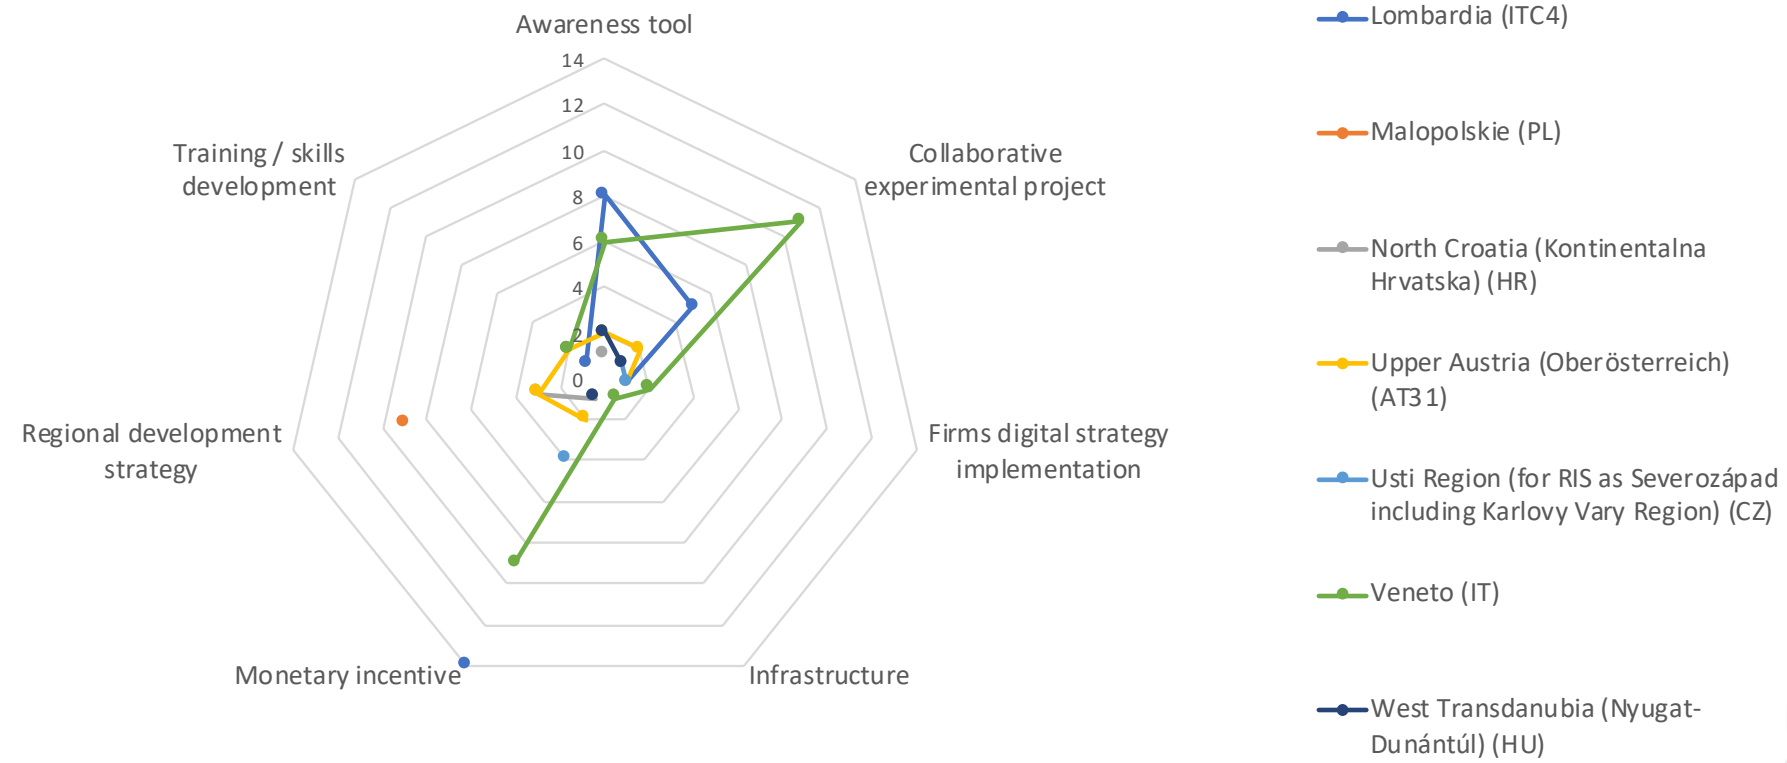 Awareness tool
14
12
10
8
6
4
2
0
Collaborative
experimental project
Firms digital strategy
implementation
Infrastructure
Monetary incentive
Regional development
strategy
Training / skills
development
Lombardia (ITC4)
Malopolskie (PL)
North Croatia (Kontinentalna
Hrvatska) (HR)
Upper Austria (Oberösterreich)
(AT31)
Usti Region (for RIS as Severozápad
including Karlovy Vary Region) (CZ)
Veneto (IT)
West Transdanubia (Nyugat-
Dunántúl) (HU)